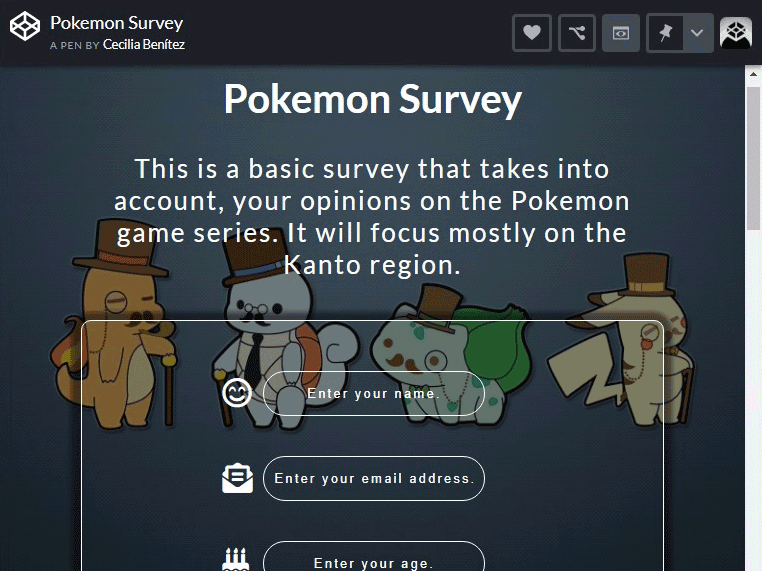 Pokemon Survey
A PEN BY Cecilia Benítez
Pokemon Survey
This is a basic survey that takes into
account, your opinions on the Pokemon
game series. It will focus mostly on the
Kanto region.
Enter your name.
Enter your email address.
Enter your age.